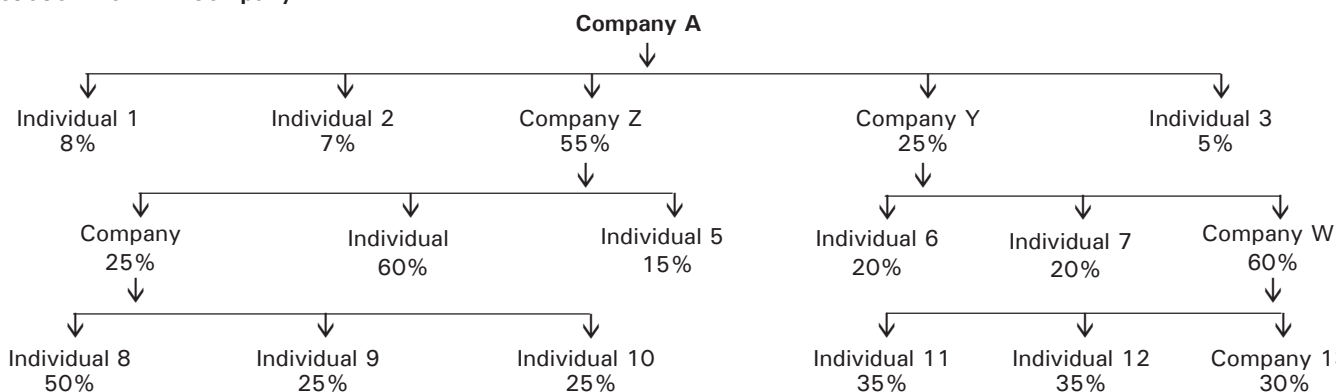 Company A
Individual 1 Individual 2 Company Z Company Y Individual 3
8% 7% 55% 25% 5%
Company Individual Individual 5 Individual 6 Individual 7 Company W
25% 60% 15% 20% 20% 60%
Individual 8 Individual 9 Individual 10 Individual 11 Individual 12 Company
50% 25% 25% 35% 35% 30%